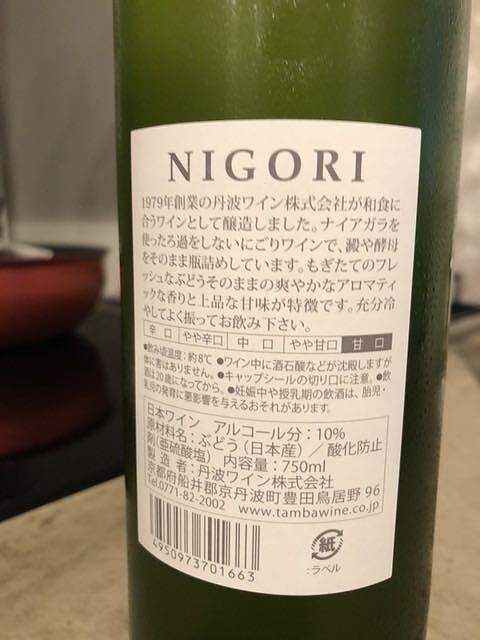 NIGORI
1979年創業の丹波ワイン株式会社が和食に
合うワインとして醸造しました。ナイアガラを
使ったろ過をしないにごりワインで、澱や酵母
をそのまま瓶詰めしています。もぎたてのフレ
ッシュなぶどうそのままの爽やかなアロマティ
ックな香りと上品な甘味が特徴です。充分冷
やしてよく振ってお飲み下さい。
辛口 やや辛口 中口 やや甘口 甘口
●飲み頃温度:約8℃ ●ワイン中に酒石酸などが沈殿しますが
体に害はありません。●キャップシールの切り口に注意。●飲
酒は20歳になってから。●妊娠中や授乳期の飲酒は、胎児・
乳児の発育に悪影響を与えるおそれがあります。
日本ワイン アルコール分:10%
原材料名:ぶどう(日本産)/酸化防止
剤(亜硫酸塩) 内容量:750ml
製造者:丹波ワイン株式会社
京都府船井郡京丹波町豊田鳥居野 96
Tel.0771-82-2002 www.tambawine.co.jp
4990973701663
紙
:ラベル